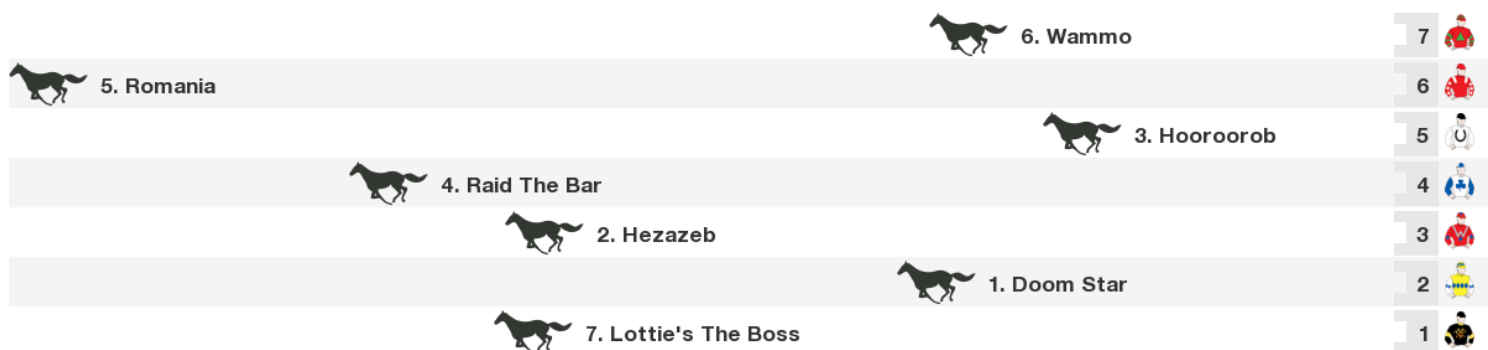 6. Wammo 7
5. Romania 6
3. Hooroorob 5
4. Raid The Bar 4
2. Hezazeb 3
1. Doom Star 2
7. Lottie's The Boss 1